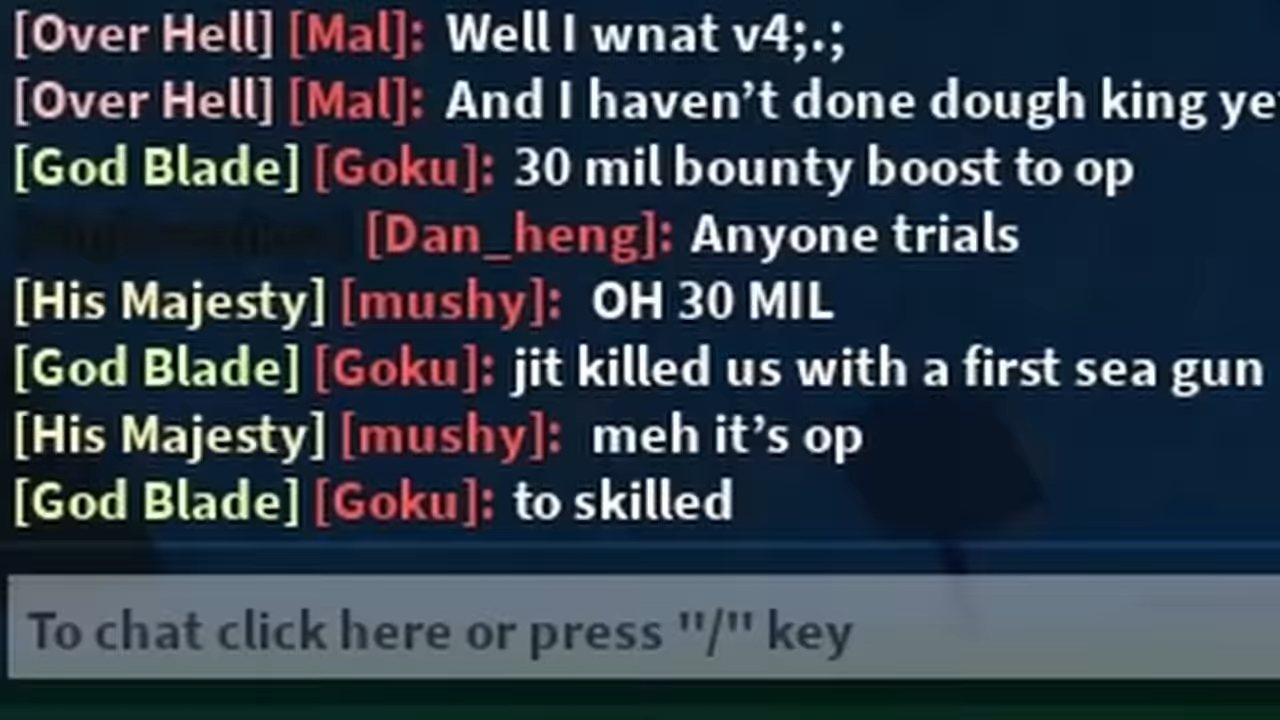 [Over Hell] [Mal]: Well I wnat v4;.;
[Over Hell] [Mal]: And I haven’t done dough king
[God Blade] [Goku]: 30 mil bounty boost to op
[Dan_heng]: Anyone trials
[His Majesty] [mushy]: OH 30 MIL
[God Blade] [Goku]: jit killed us with a first sea gun
[His Majesty] [mushy]: meh it’s op
[God Blade] [Goku]: to skilled
To chat click here or press "/" key